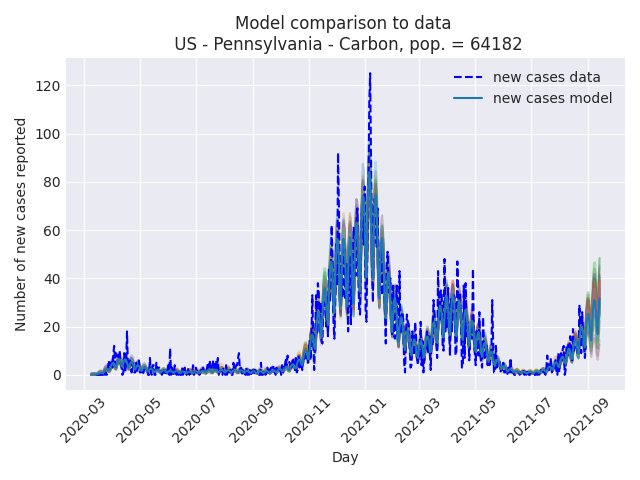 Model comparison to data
US - Pennsylvania - Carbon, pop. = 64182
new cases data
new cases model
Number of new cases reported
120
100
80
60
40
20
0
2020-03
2020-05
2020-07
2020-09
2020-11
2021-01
2021-03
2021-05
2021-07
2021-09
Day